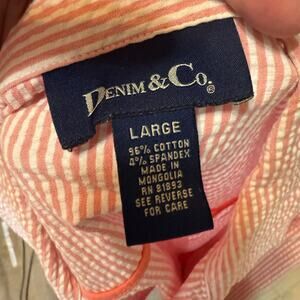 DENIM & CO.®
LARGE
96% COTTON
4% SPANDEX
MADE IN
MONGOLIA
RN 81893
SEE REVERSE
FOR CARE